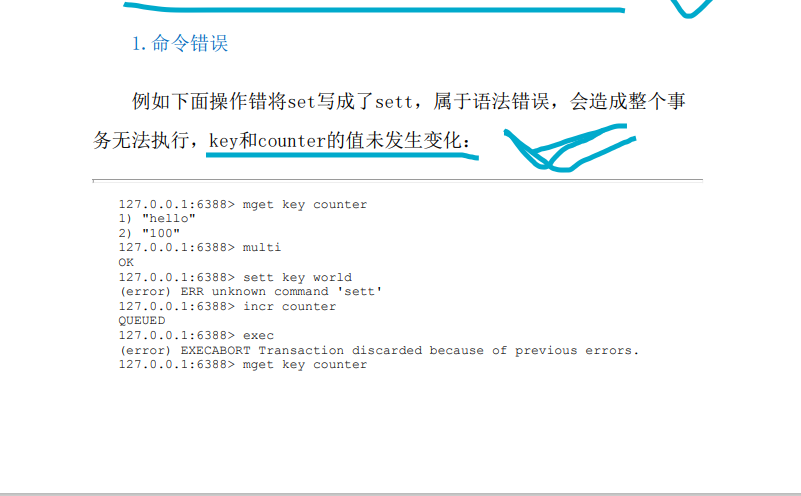 1.命令错误
例如下面操作错将set写成了sett，属于语法错误，会造成整个事
务无法执行，key和counter的值未发生变化：
127.0.0.1:6388> mget key counter
1) "hello"
2) "100"
127.0.0.1:6388> multi
OK
127.0.0.1:6388> sett key world
(error) ERR unknown command 'sett'
127.0.0.1:6388> incr counter
QUEUED
127.0.0.1:6388> exec
(error) EXECABORT Transaction discarded because of previous errors.
127.0.0.1:6388> mget key counter